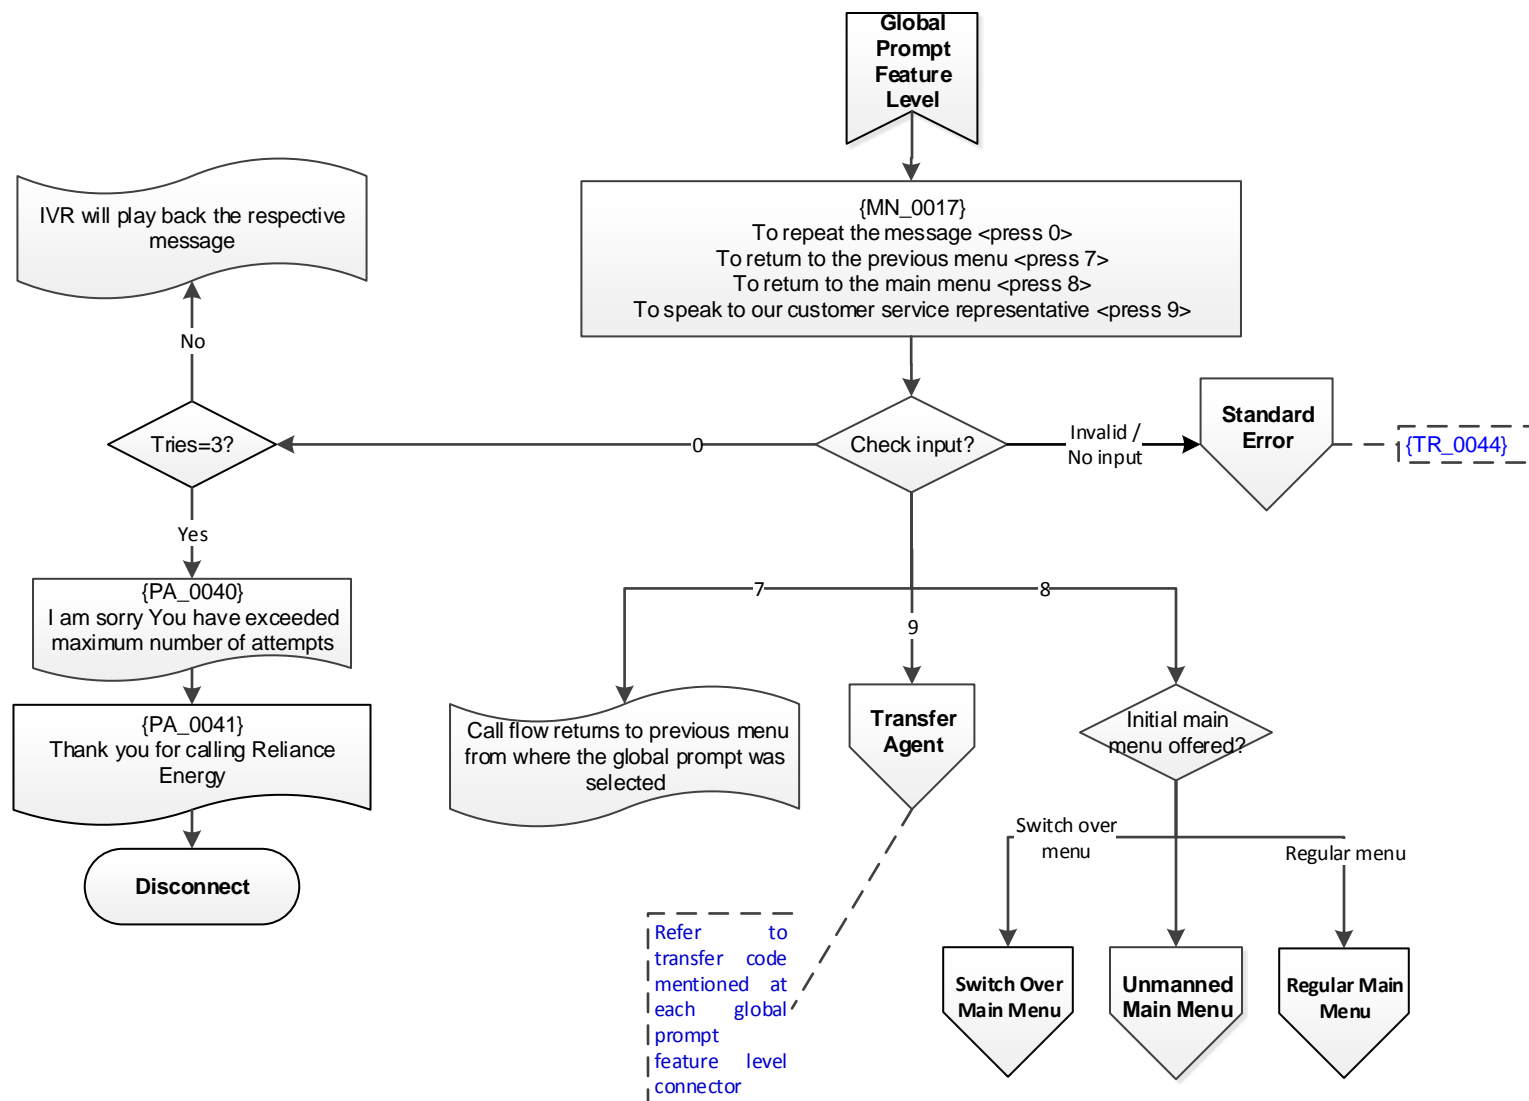 Global
Prompt
Feature
Level
{MN_0017}
To repeat the message <press 0>
To return to the previous menu <press 7>
To return to the main menu <press 8>
To speak to our customer service representative <press 9>
IVR will play back the respective
message
No
Tries=3?
0
Check input?
Invalid /
No input
Standard
Error
{TR_0044}
Yes
{PA_0040}
I am sorry You have exceeded
maximum number of attempts
{PA_0041}
Thank you for calling Reliance
Energy
Disconnect
7
9
8
Call flow returns to previous menu
from where the global prompt was
selected
Transfer
Agent
Initial main
menu offered?
Switch over
menu
Regular menu
Refer to
transfer code
mentioned at
each global
prompt
feature level
connector
Switch Over
Main Menu
Unmanned
Main Menu
Regular Main
Menu